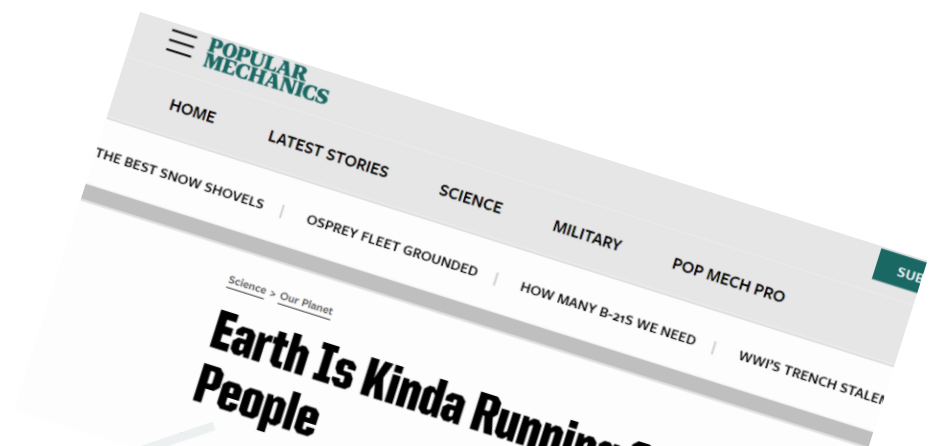 POPULAR
MECHANICS
HOME LATEST STORIES SCIENCE MILITARY POP MECH PRO
THE BEST SNOW SHOVELS | OSPREY FLEET GROUNDED | HOW MANY B-21S WE NEED | WWI'S TRENCH
Science > Our Planet
Earth Is Kinda Running
People